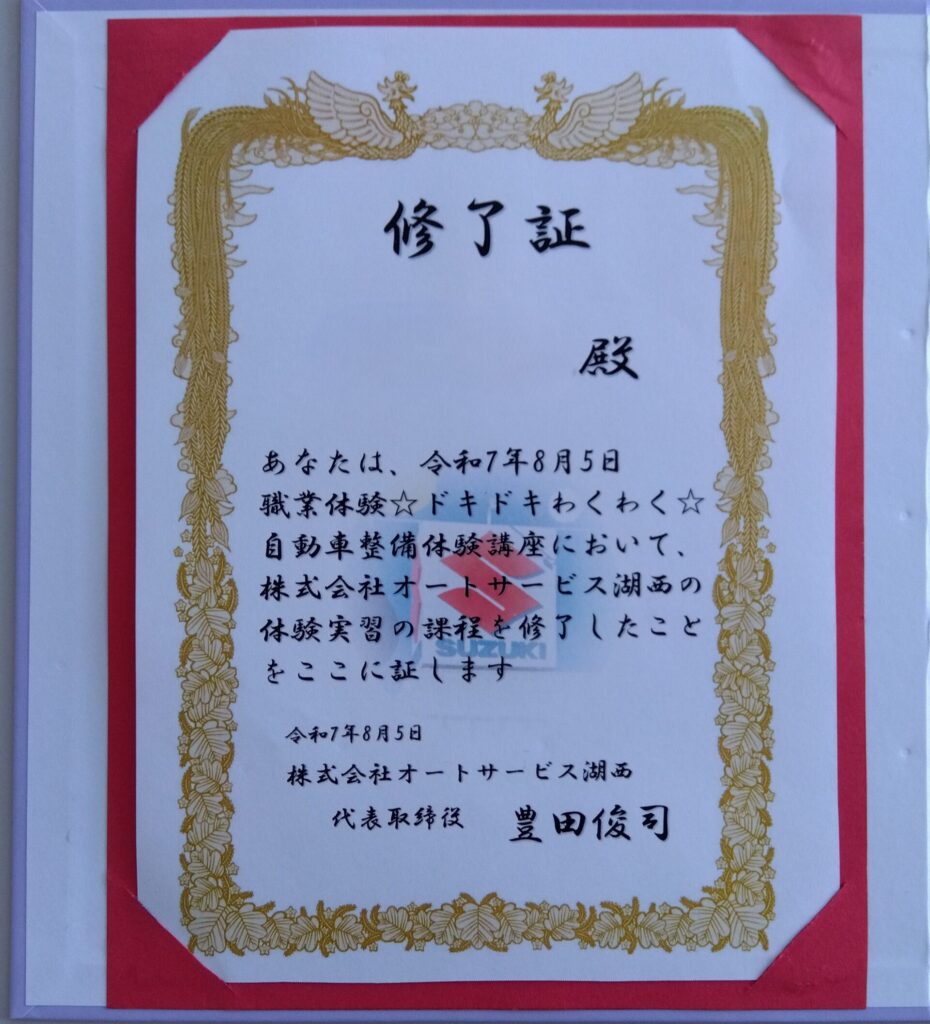 修了証
殿
あなたは、令和7年8月5日
職業体験☆ドキドキわくわく☆
自動車整備体験講座において、
株式会社オートサービス湖西の
体験実習の課程を修了したこと
をここに証します
SUZUKI
令和7年8月5日
株式会社オートサービス湖西
代表取締役 豊田俊司